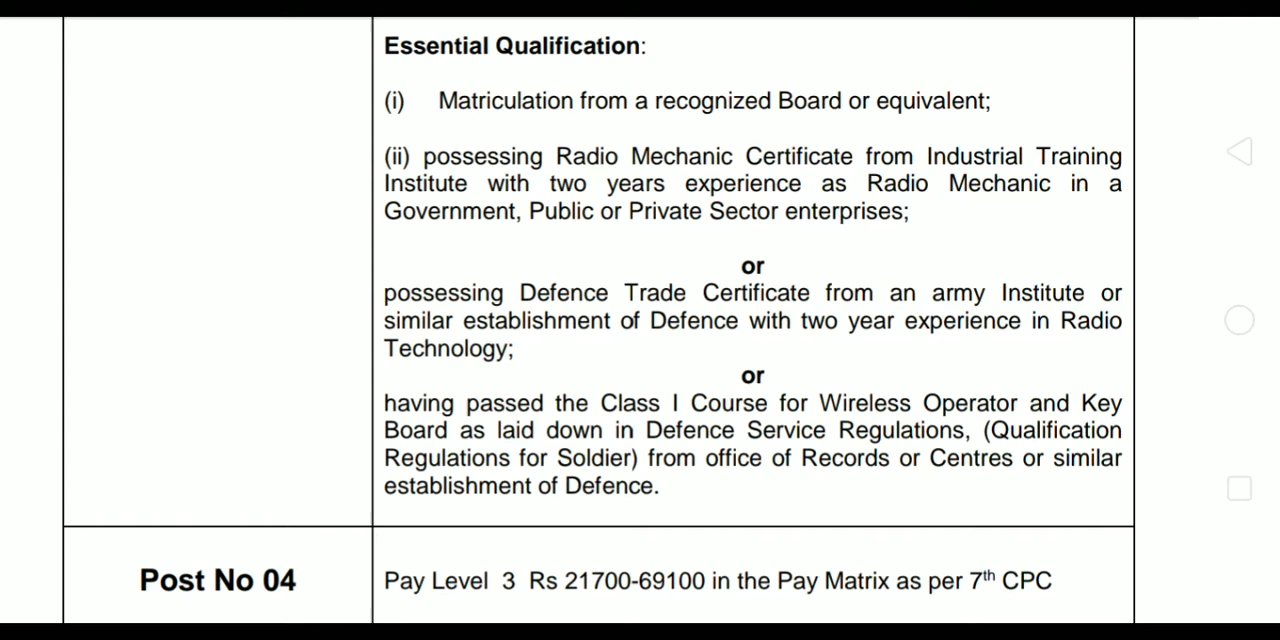 Essential Qualification:
(i) Matriculation from a recognized Board or equivalent;
(ii) possessing Radio Mechanic Certificate from Industrial Training
Institute with two years experience as Radio Mechanic in a
Government, Public or Private Sector enterprises;
or
possessing Defence Trade Certificate from an army Institute or
similar establishment of Defence with two year experience in Radio
Technology;
or
having passed the Class I Course for Wireless Operator and Key
Board as laid down in Defence Service Regulations, (Qualification
Regulations for Soldier) from office of Records or Centres or similar
establishment of Defence.
Post No 04
Pay Level 3 Rs 21700-69100 in the Pay Matrix as per 7th CPC